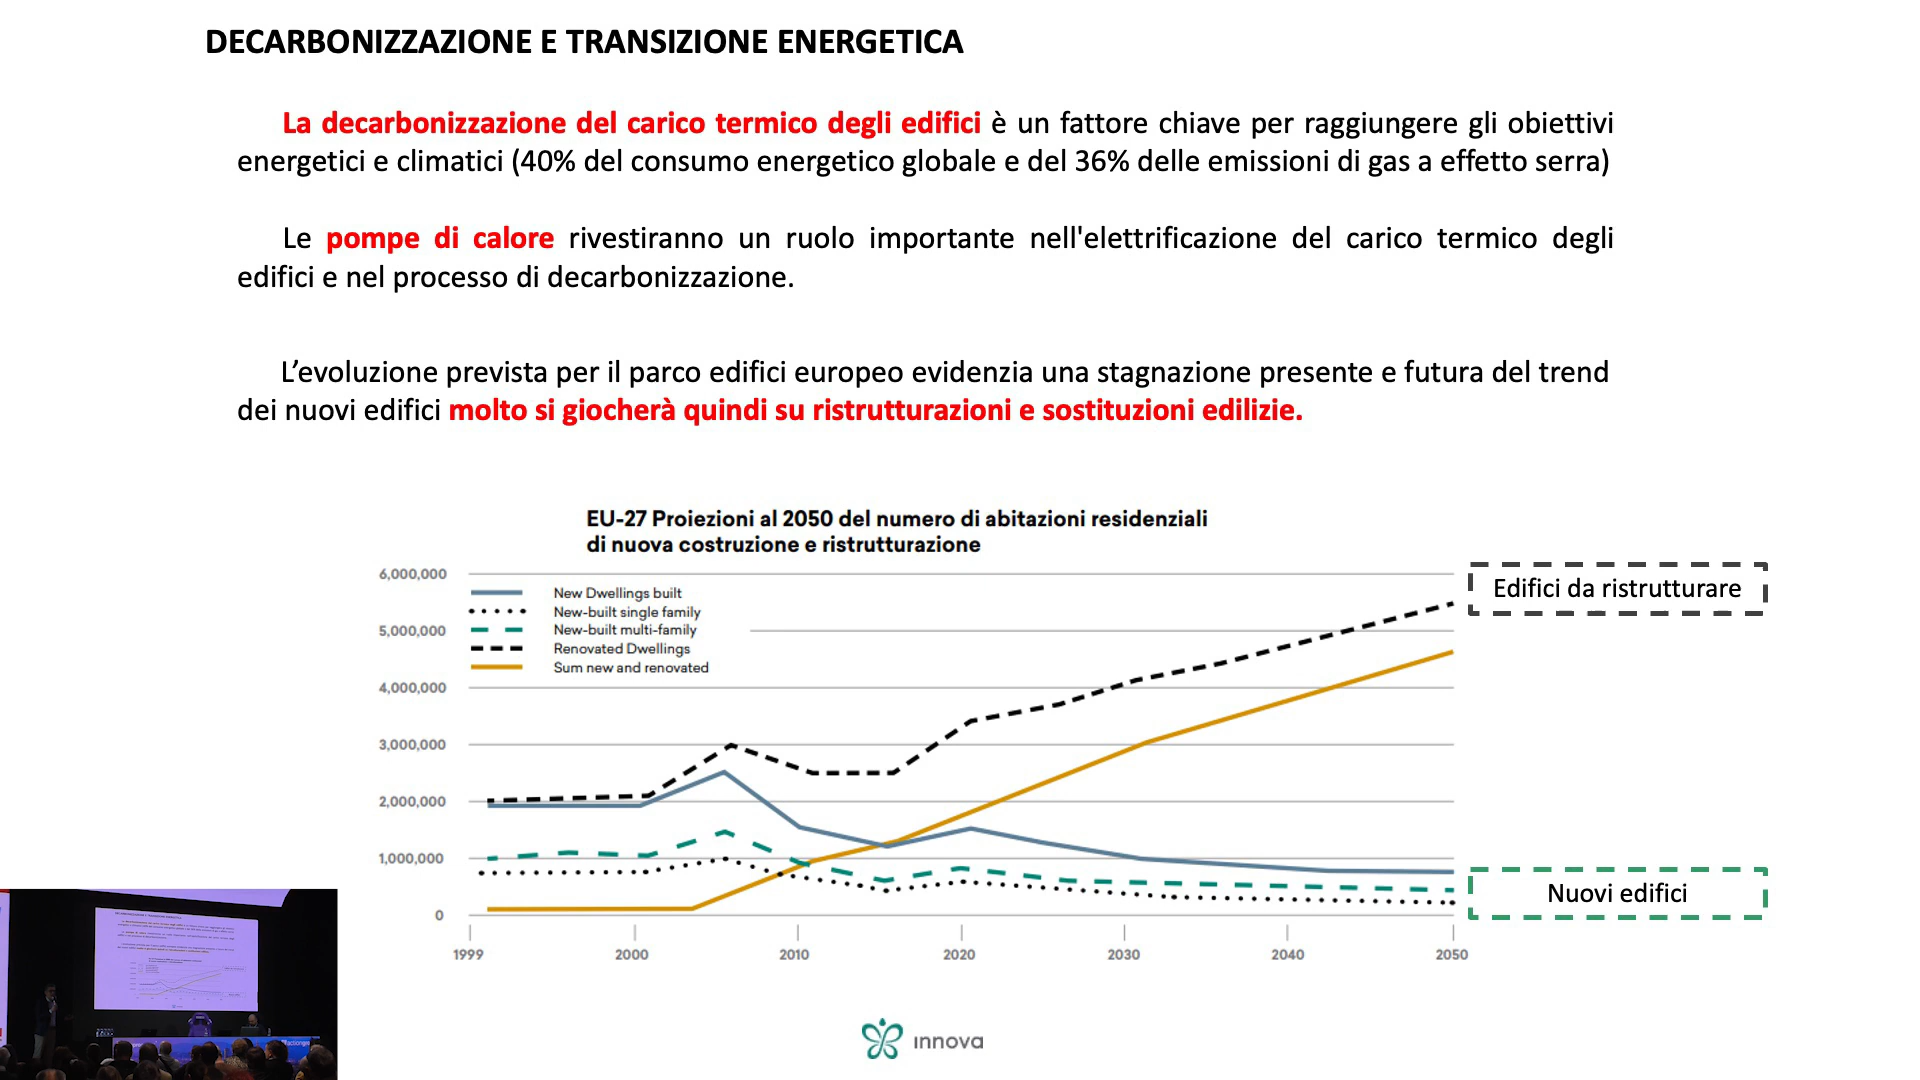 DECARBONIZZAZIONE E TRANSIZIONE ENERGETICA
La decarbonizzazione del carico termico degli edifici è un fattore chiave per raggiungere gli obiettivi
energetici e climatici (40% del consumo energetico globale e del 36% delle emissioni di gas a effetto serra)
Le pompe di calore rivestiranno un ruolo importante nell'elettrificazione del carico termico degli
edifici e nel processo di decarbonizzazione.
L’evoluzione prevista per il parco edifici europeo evidenzia una stagnazione presente e futura del trend
dei nuovi edifici molto si giocherà quindi su ristrutturazioni e sostituzioni edilizie.
EU-27 Proiezioni al 2050 del numero di abitazioni residenziali
di nuova costruzione e ristrutturazione
6,000,000
5,000,000
4,000,000
3,000,000
2,000,000
1,000,000
0
New Dwellings built
New-built single family
New-built multi-family
Renovated Dwellings
Sum new and renovated
Edifici da ristrutturare
Nuovi edifici
1999 2000 2010 2020 2030 2040 2050
innova